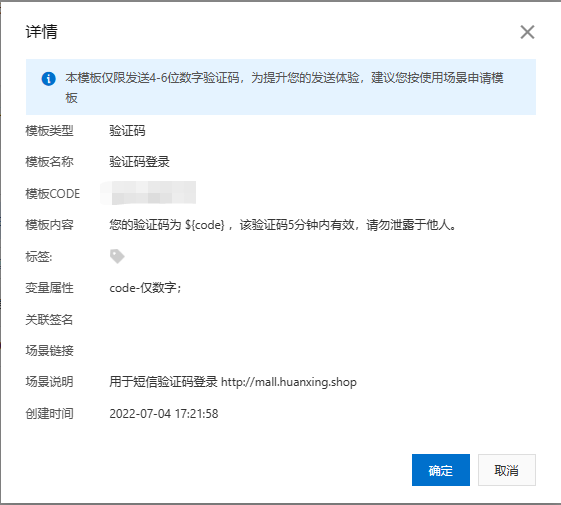 详情
本模板仅限发送4-6位数字验证码，为提升您的发送体验，建议您按使用场景申请模
板
模板类型 验证码
模板名称 验证码登录
模板CODE
模板内容 您的验证码为 ${code} ，该验证码5分钟内有效，请勿泄露于他人。
标签:
变量属性 code-仅数字；
关联签名
场景链接
场景说明 用于短信验证码登录 http://mall.huanxing.shop
创建时间 2022-07-04 17:21:58
确定 取消